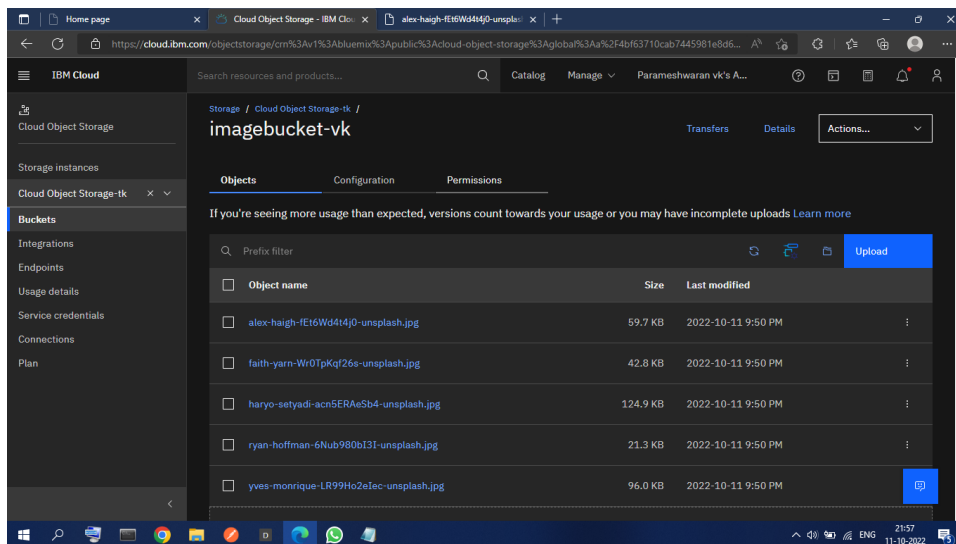 Home page
Cloud Object Storage - IBM Clou
alex-haigh-fEt6Wd4t4j0-unsplas
https://cloud.ibm.com/objectstorage/crn%3Av1%3Abluemix%3Apublic%3Acloud-object-storage%3Aglobal%3Aa%2F4bf63710cab7445981e8d6...
IBM Cloud
Search resources and products...
Catalog
Manage
Parameshwaran vk's A...
Cloud Object Storage
Storage instances
Cloud Object Storage-tk
Buckets
Integrations
Endpoints
Usage details
Service credentials
Connections
Plan
Storage / Cloud Object Storage-tk /
imagebucket-vk
Transfers
Details
Actions...
Objects
Configuration
Permissions
If you're seeing more usage than expected, versions count towards your usage or you may have incomplete uploads Learn more
Prefix filter
Upload
Object name Size Last modified
alex-haigh-fEt6Wd4t4j0-unsplash.jpg 59.7 KB 2022-10-11 9:50 PM
faith-yarn-Wr0TpKqf26s-unsplash.jpg 42.8 KB 2022-10-11 9:50 PM
haryo-setyadi-acn5ERAeSb4-unsplash.jpg 124.9 KB 2022-10-11 9:50 PM
ryan-hoffman-6Nub980bI3I-unsplash.jpg 21.3 KB 2022-10-11 9:50 PM
yves-monrique-LR99Ho2eIec-unsplash.jpg 96.0 KB 2022-10-11 9:50 PM
ENG
21:57
11-10-2022